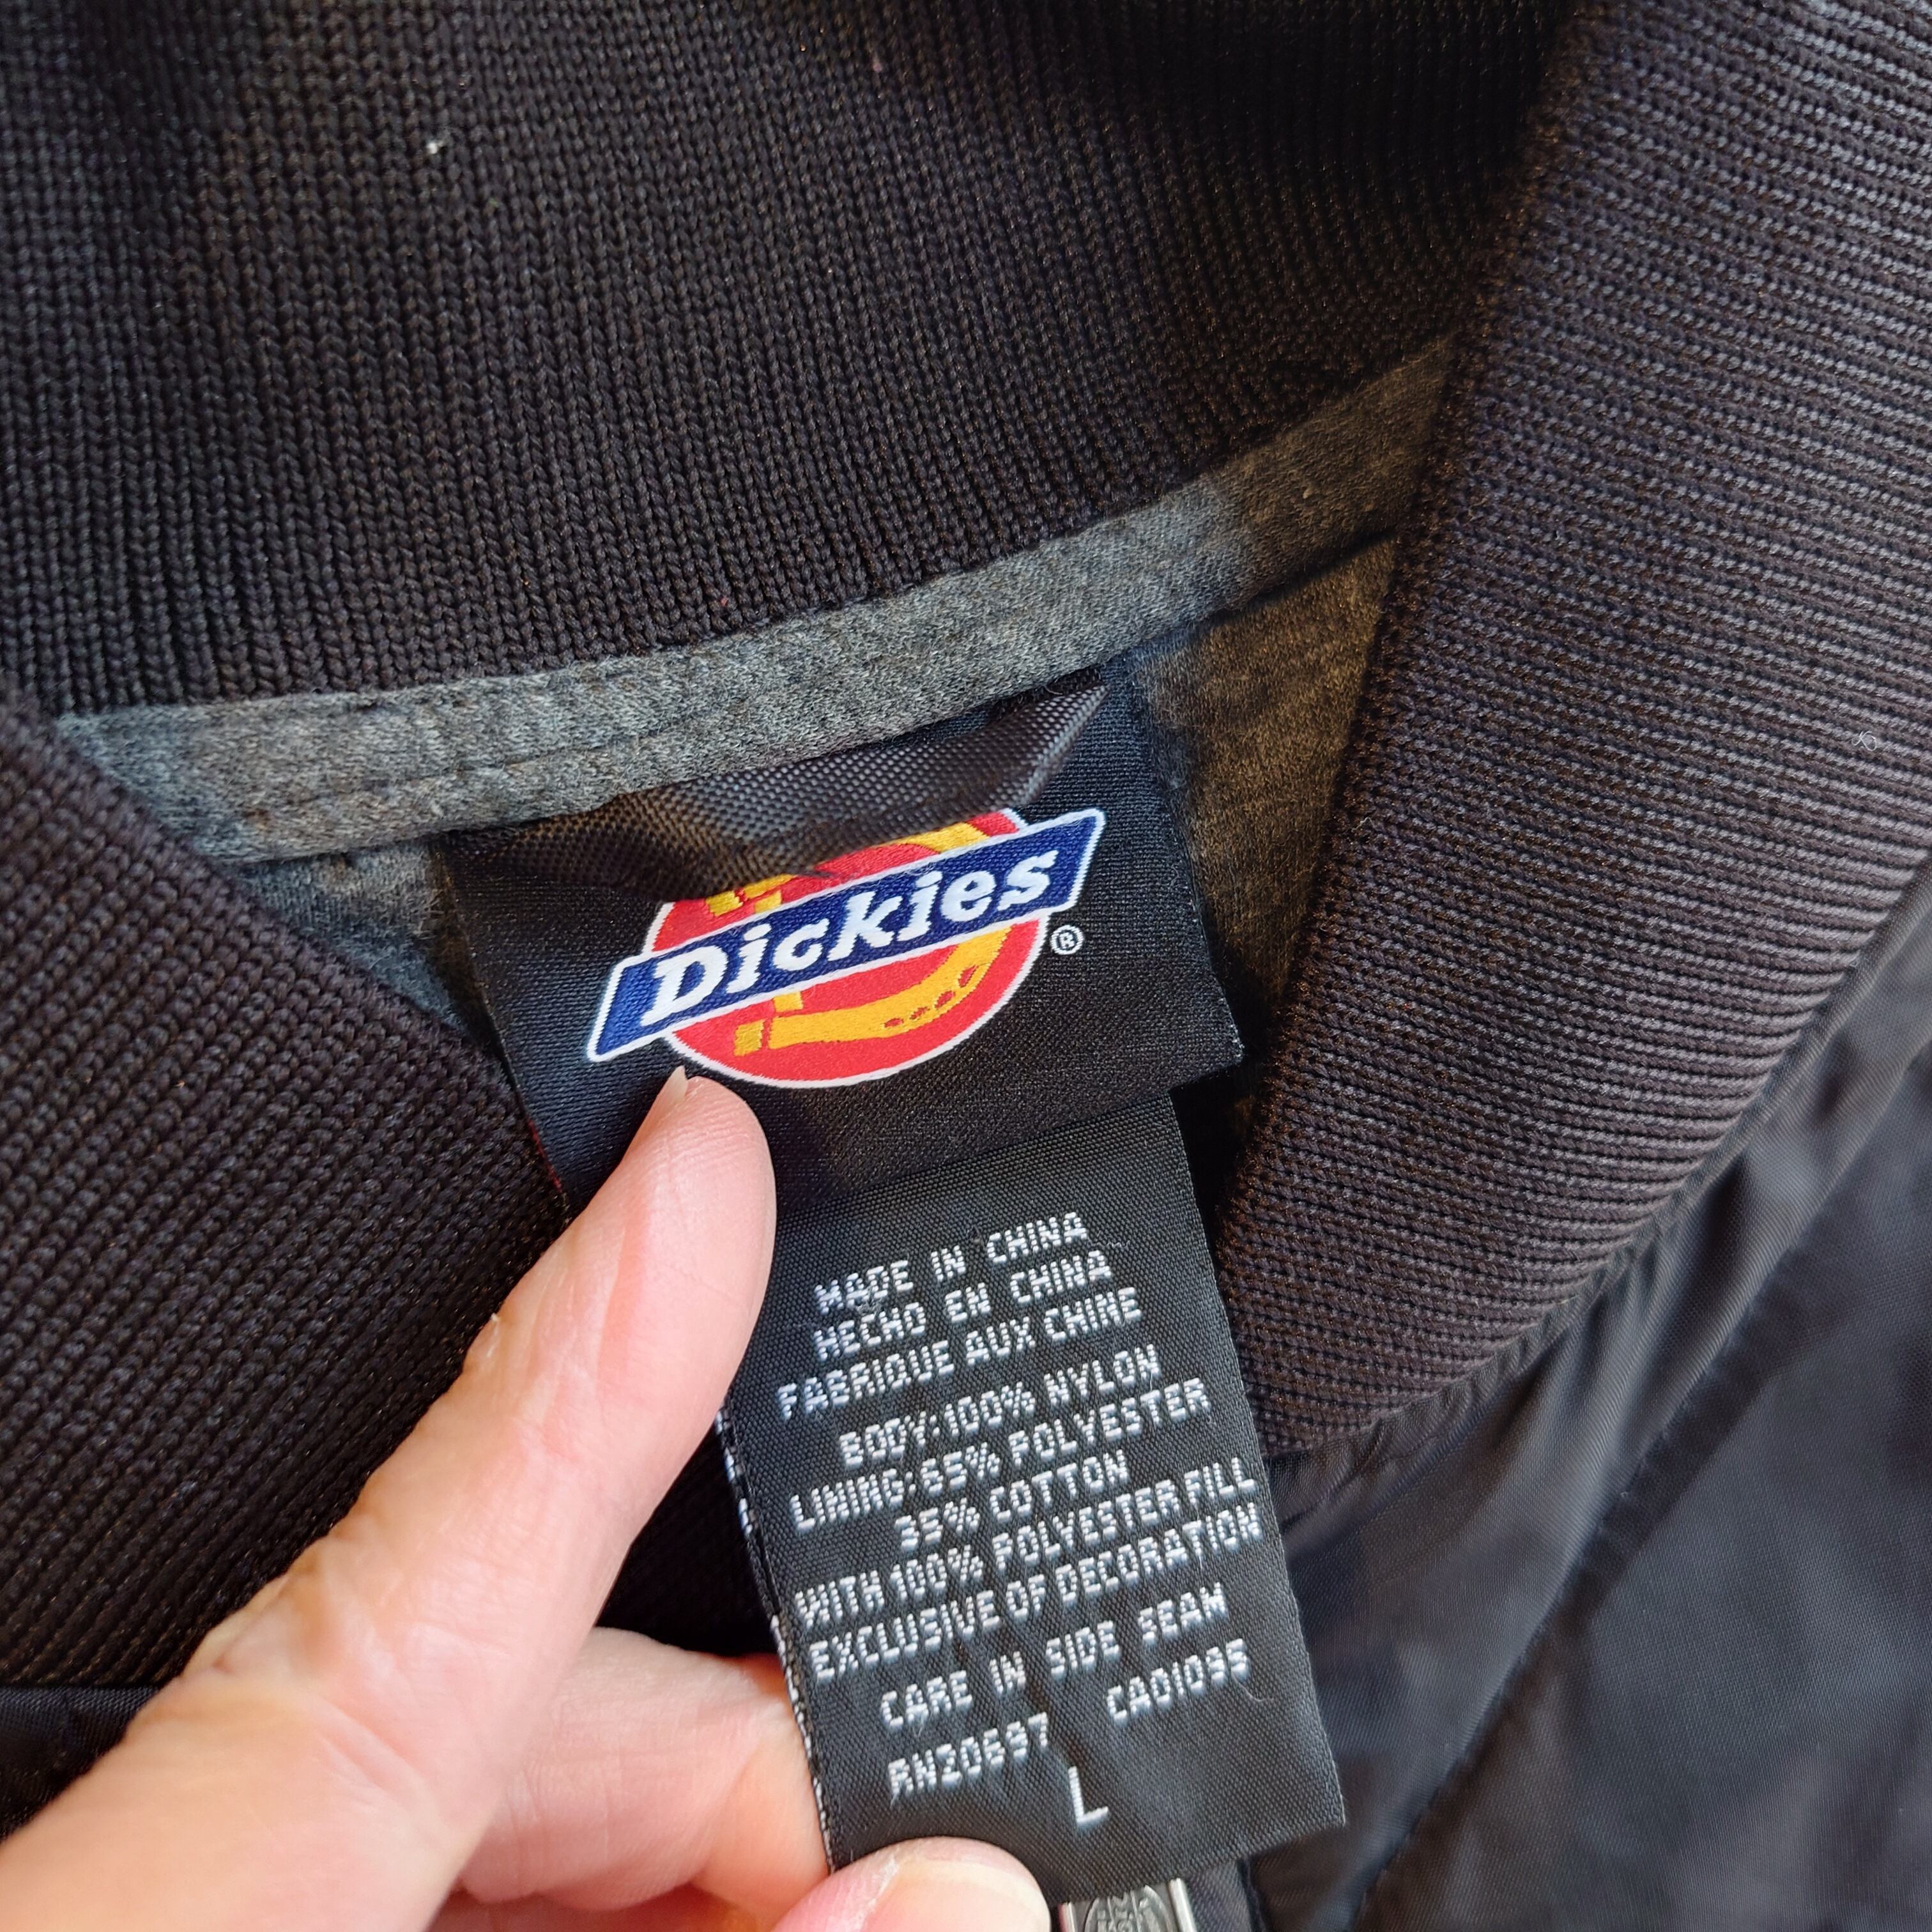 Dickies®
MADE IN CHINA
HECHO EN CHINA
FABRIQUE AUX CHINE
BODY:100% NYLON
LINING:65% POLYESTER
35% COTTON
WITH 100% POLYESTER FILL
EXCLUSIVE OF DECORATION
CARE IN SIDE SEAM
RN20697 CAD1095
L